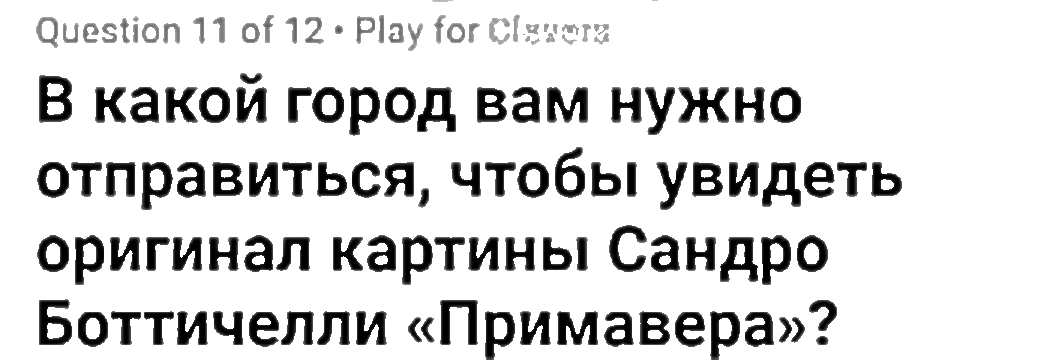 Question 11 of 12 • Play for
В какой город вам нужно
отправиться, чтобы увидеть
оригинал картины Сандро
Боттичелли «Примавера»?